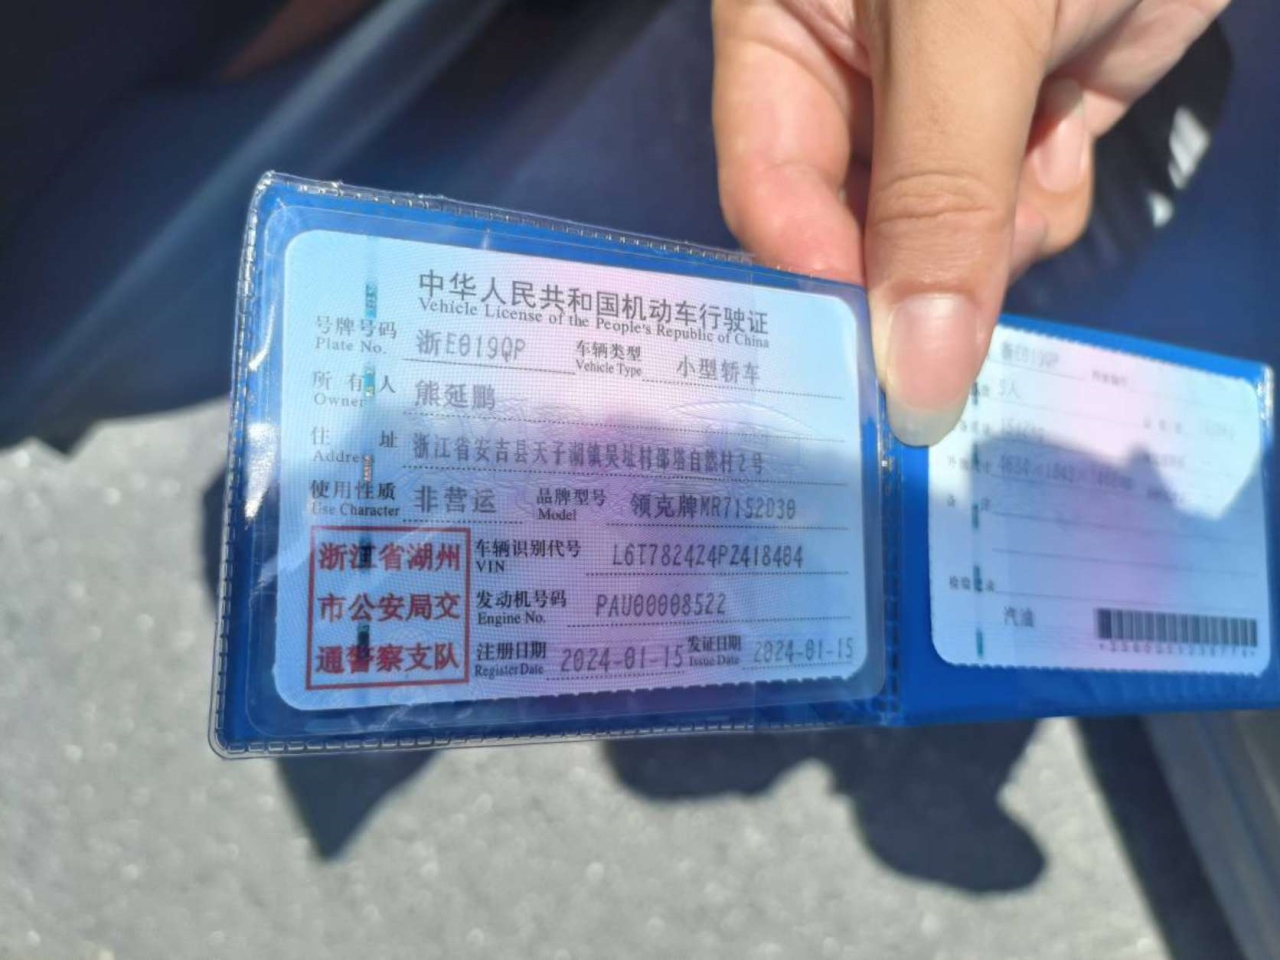 中华人民共和国机动车行驶证
Vehicle License of the People's Republic of China
号牌号码 浙E019QP 车辆类型 小型轿车
Plate No. Vehicle Type
所有人 熊延鹏
Owner
住址 浙江省安吉县天子湖镇吴址村邵塔自然村2号
Address
使用性质 非营运 品牌型号 领克牌MR7152D30
Use Character Model
浙江省湖州
市公安局交
通警察支队
车辆识别代号 L6T7824Z4P2418404
VIN
发动机号码 PAU00008522
Engine No.
注册日期 2024-01-15 发证日期 2024-01-15
Register Date Issue Date
浙E019QP
5人
汽油